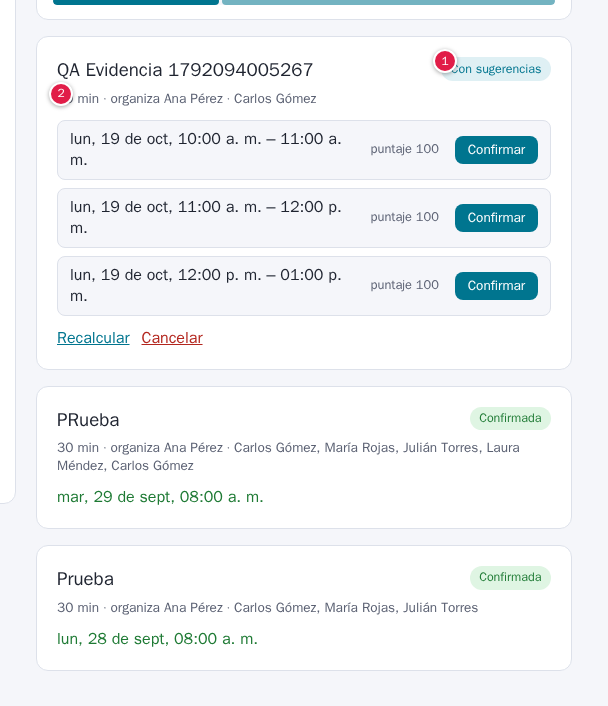 QA Evidencia 1792094005267
1
Con sugerencias
2
min · organiza Ana Pérez · Carlos Gómez
lun, 19 de oct, 10:00 a. m. – 11:00 a. m.
puntaje 100
Confirmar
lun, 19 de oct, 11:00 a. m. – 12:00 p. m.
puntaje 100
Confirmar
lun, 19 de oct, 12:00 p. m. – 01:00 p. m.
puntaje 100
Confirmar
Recalcular
Cancelar
PRueba
Confirmada
30 min · organiza Ana Pérez · Carlos Gómez, María Rojas, Julián Torres, Laura
Méndez, Carlos Gómez
mar, 29 de sept, 08:00 a. m.
Prueba
Confirmada
30 min · organiza Ana Pérez · Carlos Gómez, María Rojas, Julián Torres
lun, 28 de sept, 08:00 a. m.